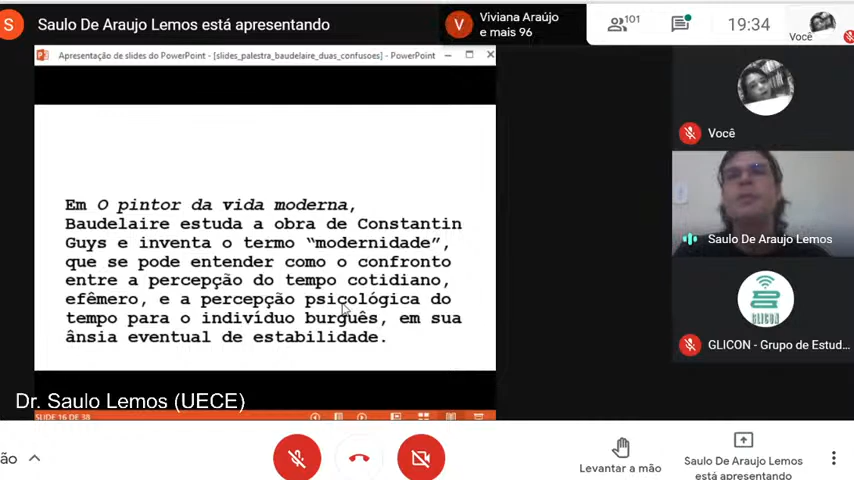 S
Saulo De Araujo Lemos está apresentando
V
Viviana Araújo
e mais 96
101
19:34
Você
Apresentação de slides do PowerPoint - [slides_palestra_baudelaire_duas_confusoes] - PowerPoint
Em O pintor da vida moderna,
Baudelaire estuda a obra de Constantin
Guys e inventa o termo “modernidade”,
que se pode entender como o confronto
entre a percepção do tempo cotidiano,
efêmero, e a percepção psicológica do
tempo para o indivíduo burguês, em sua
ânsia eventual de estabilidade.
Você
Saulo De Araujo Lemos
GLICON
GLICON - Grupo de Estud...
Dr. Saulo Lemos (UECE)
SLIDE 16 DE 38
ão
Levantar a mão
Saulo De Araujo Lemos
está apresentando